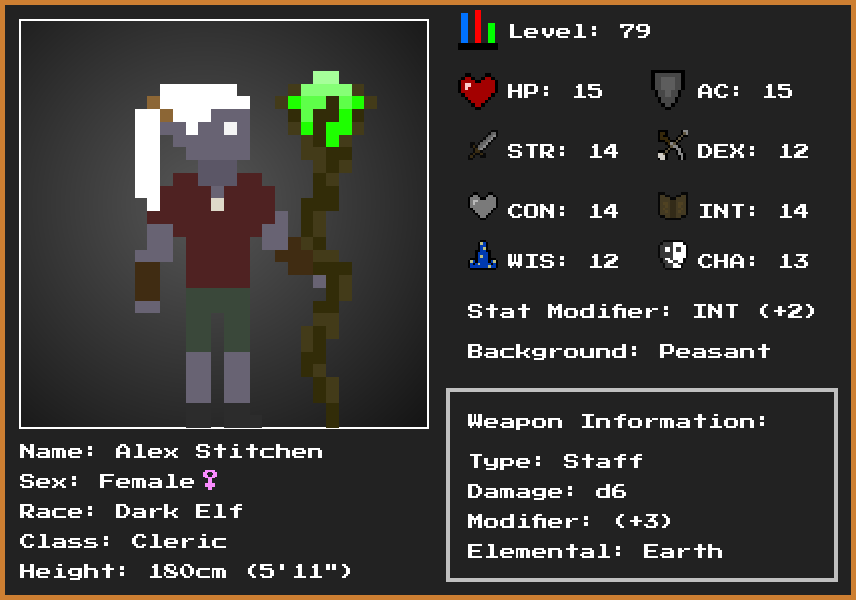 Level: 79
HP: 15 AC: 15
STR: 14 DEX: 12
CON: 14 INT: 14
WIS: 12 CHA: 13
Stat Modifier: INT (+2)
Background: Peasant
Weapon Information:
Type: Staff
Damage: d6
Modifier: (+3)
Elemental: Earth
Name: Alex Stitchen
Sex: Female♀
Race: Dark Elf
Class: Cleric
Height: 180cm (5'11")